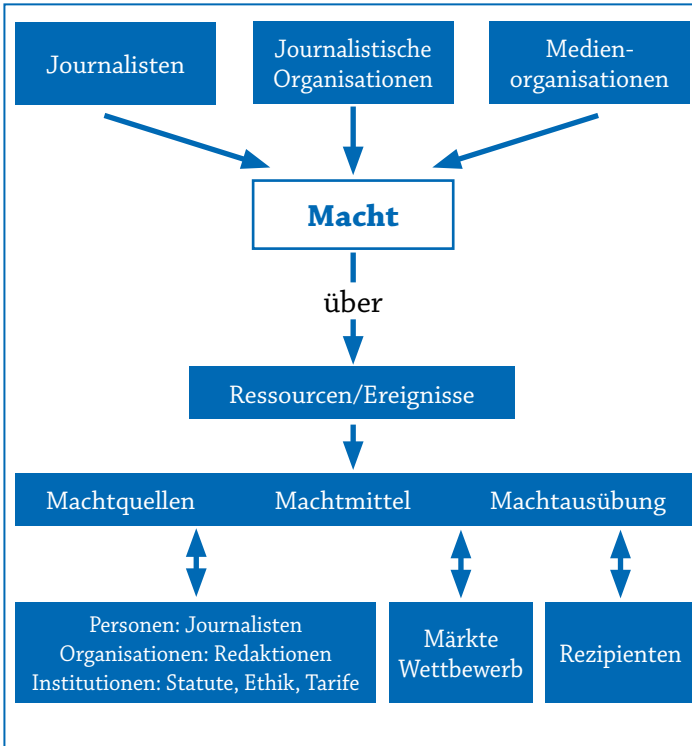 Journalisten
Journalistische
Organisationen
Medien-
organisationen
Macht
über
Ressourcen/Ereignisse
Machtquellen Machtmittel Machtausübung
Personen: Journalisten
Organisationen: Redaktionen
Institutionen: Statute, Ethik, Tarife
Märkte
Wettbewerb
Rezipienten